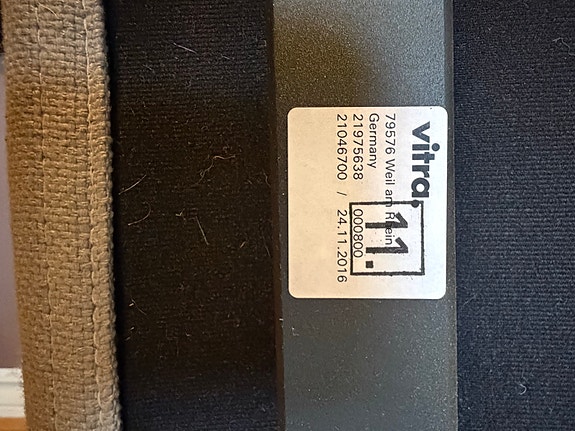 vitra.
79576 Weil am Rhein
Germany
21975638 000800
21046700 / 24.11.2016
11.